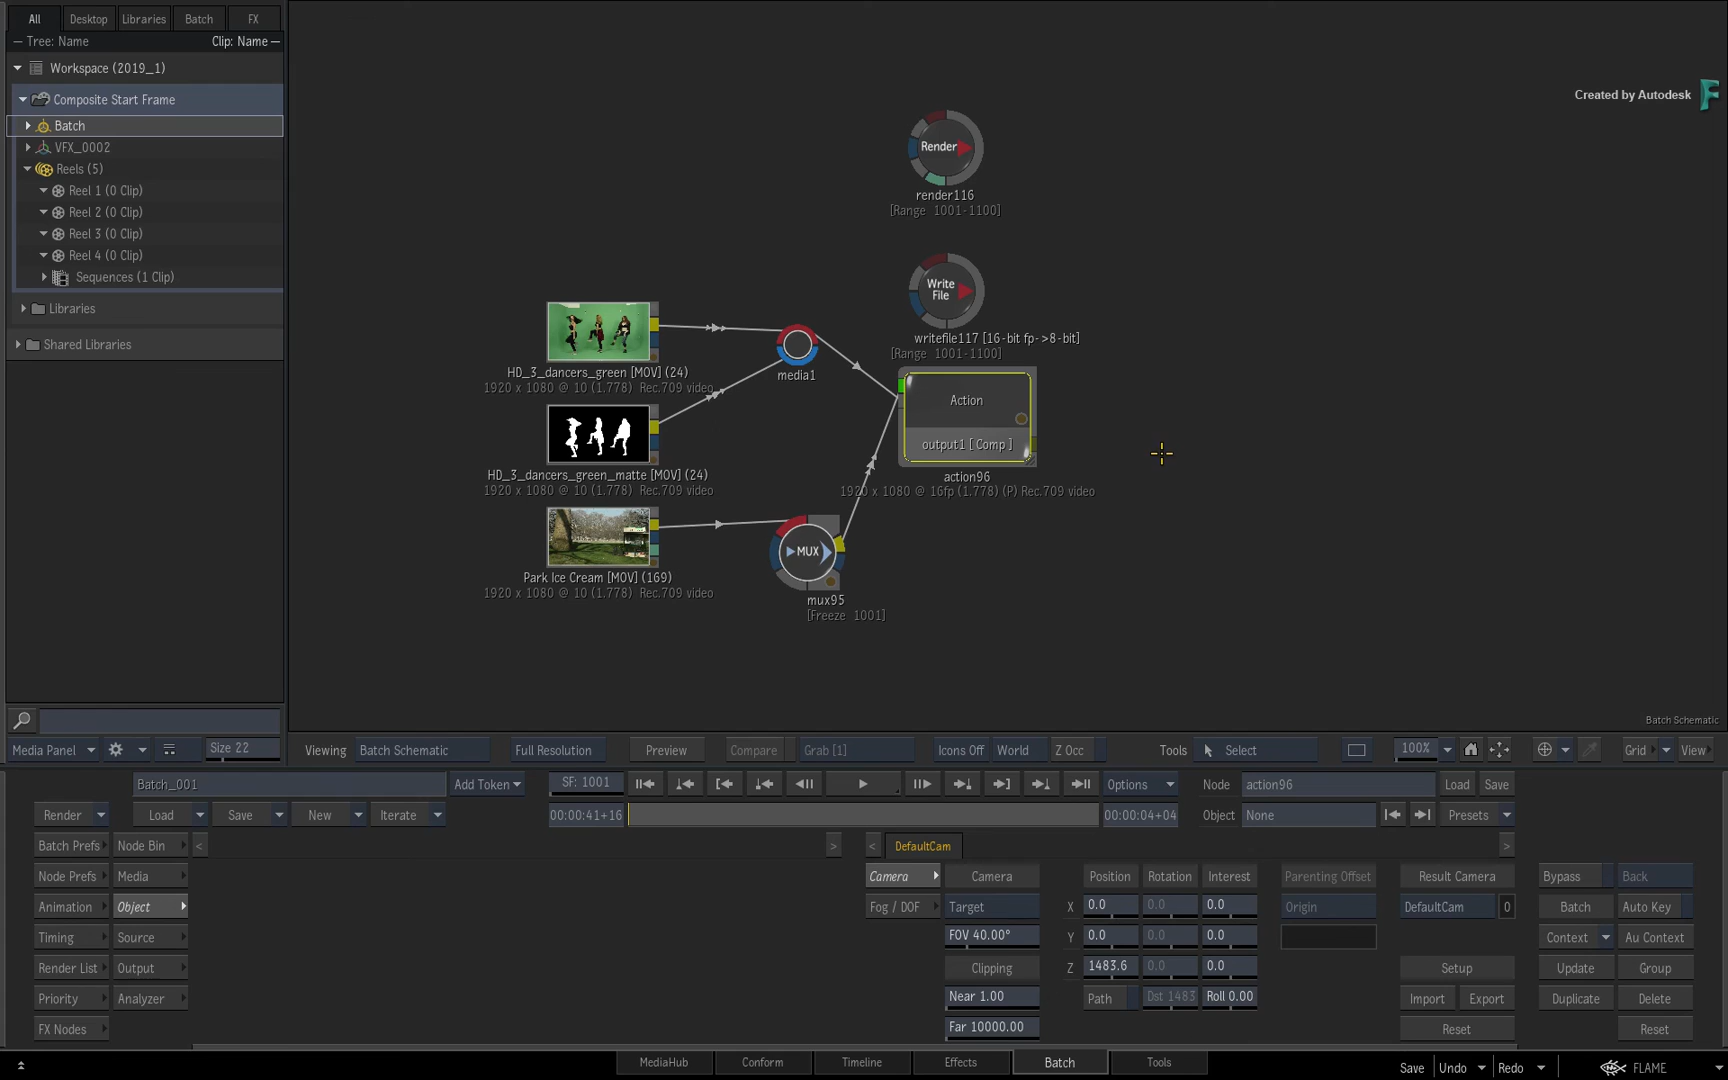 All
Desktop
Libraries
Batch
FX
Tree: Name
Clip: Name
Workspace (2019_1)
Composite Start Frame
Batch
VFX_0002
Reels (5)
Reel 1 (0 Clip)
Reel 2 (0 Clip)
Reel 3 (0 Clip)
Reel 4 (0 Clip)
Sequences (1 Clip)
Libraries
Shared Libraries
Created by Autodesk
Render
render116
[Range 1001-1100]
Write
File
writefile117 [16-bit fp->8-bit]
[Range 1001-1100]
HD_3_dancers_green [MOV] (24)
1920 x 1080 @ 10 (1.778) Rec.709 video
media1
Action
output1 [ Comp ]
action96
1920 x 1080 @ 16fp (1.778) (P) Rec.709 video
HD_3_dancers_green_matte [MOV] (24)
1920 x 1080 @ 10 (1.778) Rec.709 video
MUX
mux95
[Freeze 1001]
Park Ice Cream [MOV] (169)
1920 x 1080 @ 10 (1.778) Rec.709 video
Batch Schematic
Media Panel
Size 22
Viewing
Batch Schematic
Full Resolution
Preview
Compare
Grab [1]
Icons Off
World
Z Occ
Tools
Select
100%
Grid
View
Batch_001
Add Token
SF: 1001
Options
Node
action96
Load
Save
Render
Load
Save
New
Iterate
00:00:41+16
00:00:04+04
Object
None
Presets
Batch Prefs
Node Bin
<
>
<
DefaultCam
>
Node Prefs
Media
Camera
Camera
Position
Rotation
Interest
Parenting Offset
Result Camera
Bypass
Back
Animation
Object
Fog / DOF
Target
X
0.0
0.0
0.0
Origin
DefaultCam
0
Batch
Auto Key
Timing
Source
FOV 40.00°
Y
0.0
0.0
0.0
Context
Au Context
Render List
Output
Clipping
Z
1483.6
0.0
0.0
Setup
Update
Group
Priority
Analyzer
Near 1.00
Path
Dst 1483
Roll 0.00
Import
Export
Duplicate
Delete
FX Nodes
Far 10000.00
Reset
Reset
MediaHub
Conform
Timeline
Effects
Batch
Tools
Save
Undo
Redo
FLAME